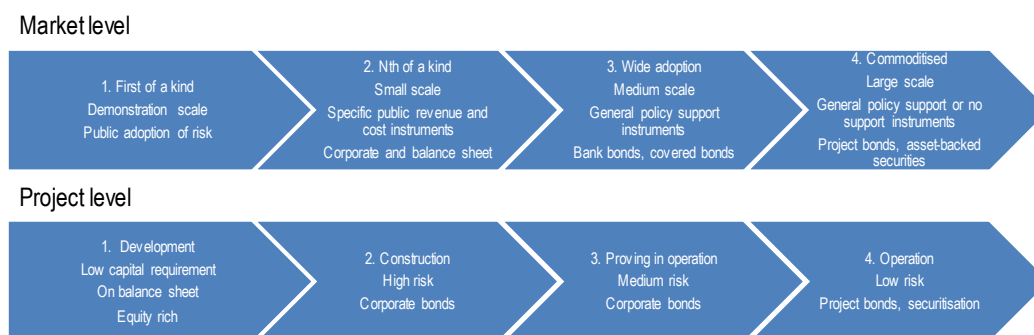 Market level
1. First of a kind
Demonstration scale
Public adoption of risk
2. Nth of a kind
Small scale
Specific public revenue and
cost instruments
Corporate and balance sheet
3. Wide adoption
Medium scale
General policy support
instruments
Bank bonds, covered bonds
4. Commoditised
Large scale
General policy support or no
support instruments
Project bonds, asset-backed
securities
Project level
1. Development
Low capital requirement
On balance sheet
Equity rich
2. Construction
High risk
Corporate bonds
3. Proving in operation
Medium risk
Corporate bonds
4. Operation
Low risk
Project bonds, securitisation